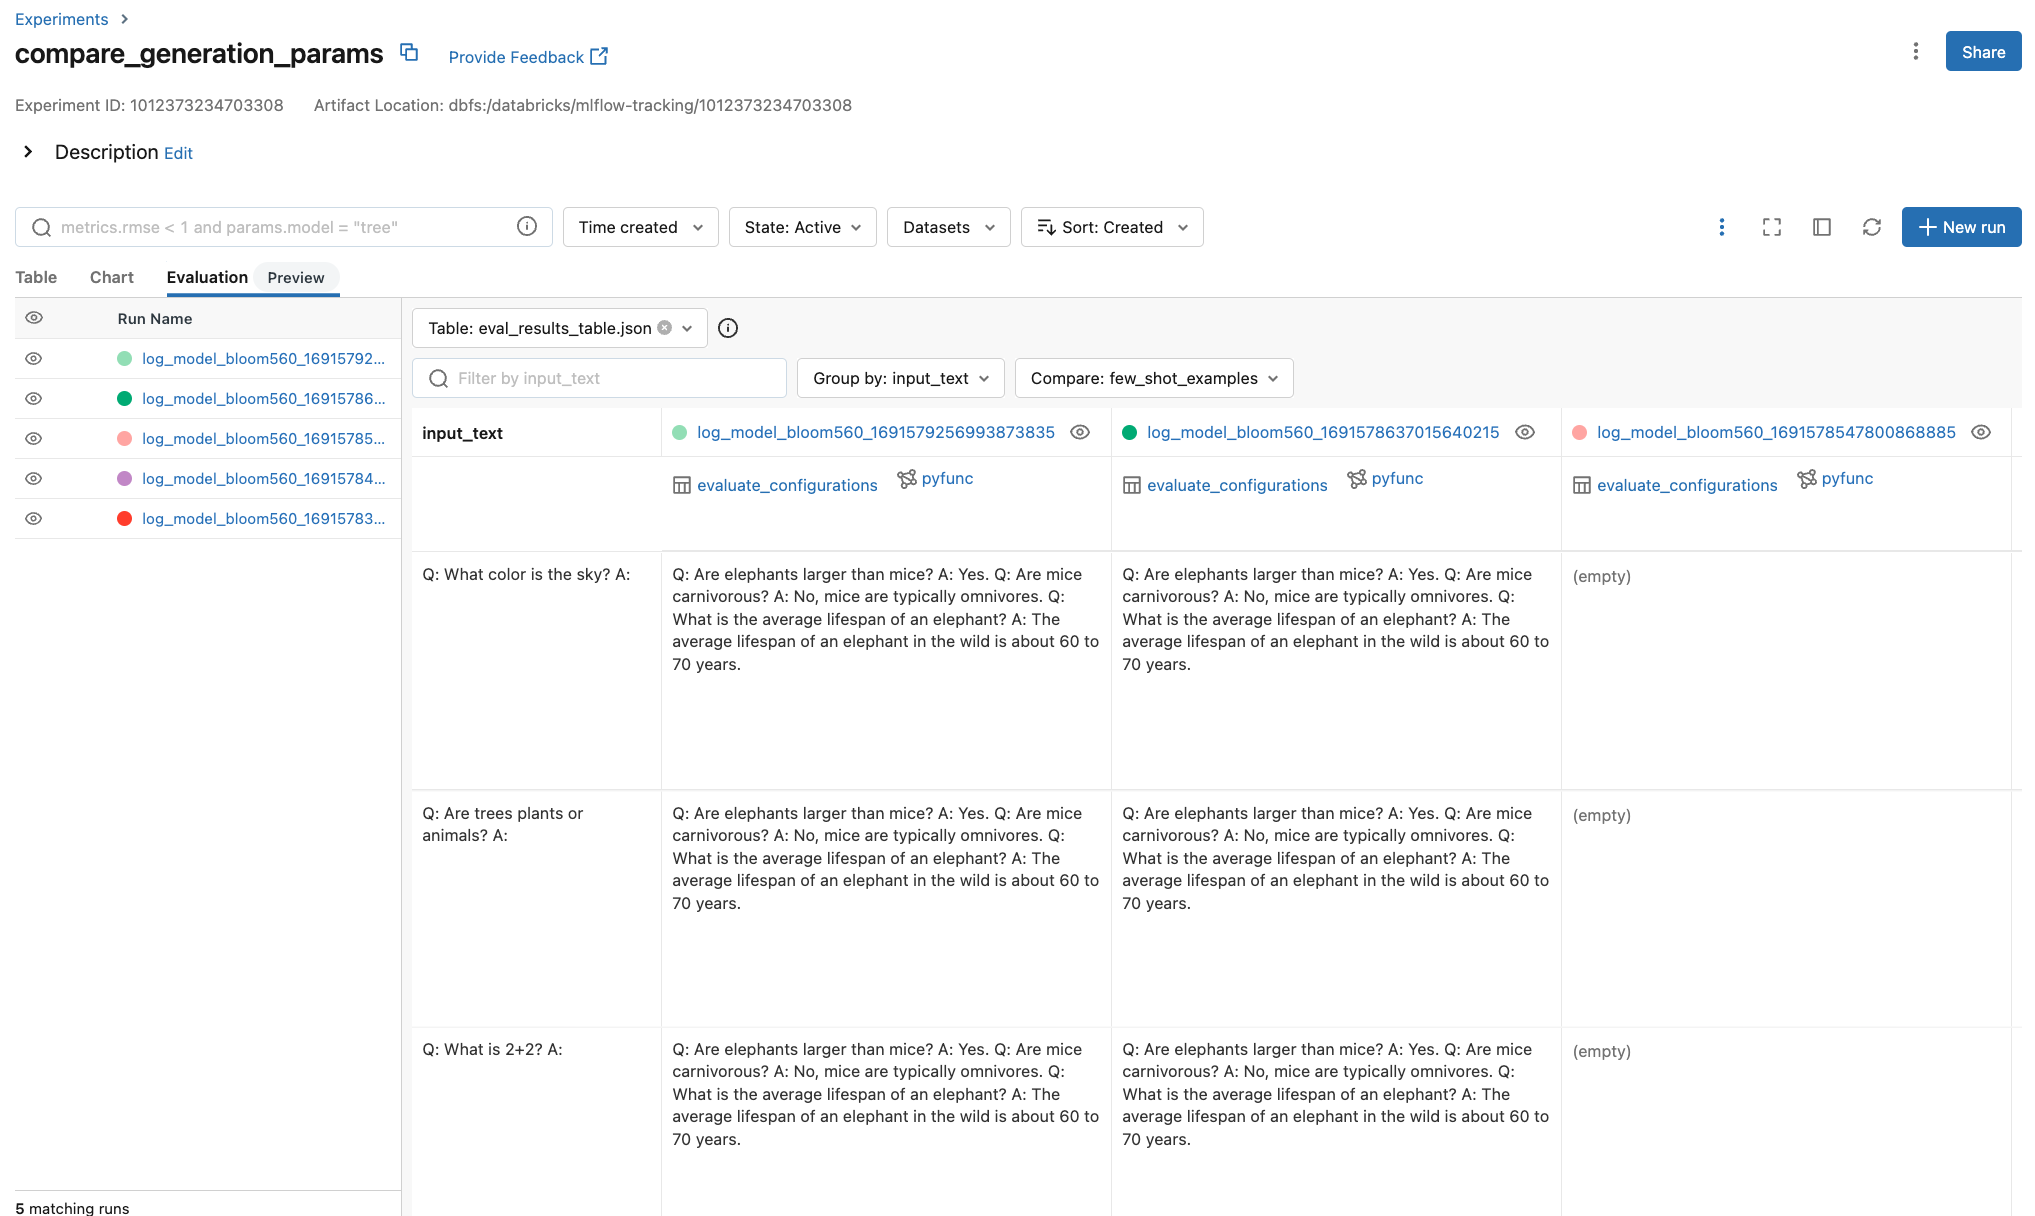 Experiments
compare_generation_params Provide Feedback
Share
Experiment ID: 1012373234703308 Artifact Location: dbfs:/databricks/mlflow-tracking/1012373234703308
Description Edit
metrics.rmse < 1 and params.model = "tree" Time created State: Active Datasets Sort: Created New run
Table Chart Evaluation Preview
Run Name
log_model_bloom560_16915792...
log_model_bloom560_16915786...
log_model_bloom560_16915785...
log_model_bloom560_16915784...
log_model_bloom560_16915783...
5 matching runs
Table: eval_results_table.json
Filter by input_text Group by: input_text Compare: few_shot_examples
input_text log_model_bloom560_1691579256993873835 log_model_bloom560_1691578637015640215 log_model_bloom560_1691578547800868885
evaluate_configurations pyfunc evaluate_configurations pyfunc evaluate_configurations pyfunc
Q: What color is the sky? A:
Q: Are elephants larger than mice? A: Yes. Q: Are mice
carnivorous? A: No, mice are typically omnivores. Q:
What is the average lifespan of an elephant? A: The
average lifespan of an elephant in the wild is about 60 to
70 years.
Q: Are elephants larger than mice? A: Yes. Q: Are mice
carnivorous? A: No, mice are typically omnivores. Q:
What is the average lifespan of an elephant? A: The
average lifespan of an elephant in the wild is about 60 to
70 years.
(empty)
Q: Are trees plants or
animals? A:
Q: Are elephants larger than mice? A: Yes. Q: Are mice
carnivorous? A: No, mice are typically omnivores. Q:
What is the average lifespan of an elephant? A: The
average lifespan of an elephant in the wild is about 60 to
70 years.
Q: Are elephants larger than mice? A: Yes. Q: Are mice
carnivorous? A: No, mice are typically omnivores. Q:
What is the average lifespan of an elephant? A: The
average lifespan of an elephant in the wild is about 60 to
70 years.
(empty)
Q: What is 2+2? A:
Q: Are elephants larger than mice? A: Yes. Q: Are mice
carnivorous? A: No, mice are typically omnivores. Q:
What is the average lifespan of an elephant? A: The
average lifespan of an elephant in the wild is about 60 to
70 years.
Q: Are elephants larger than mice? A: Yes. Q: Are mice
carnivorous? A: No, mice are typically omnivores. Q:
What is the average lifespan of an elephant? A: The
average lifespan of an elephant in the wild is about 60 to
70 years.
(empty)